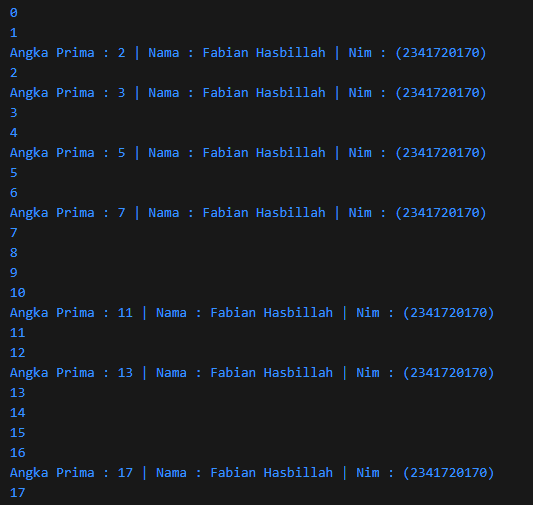 0
1
Angka Prima : 2 | Nama : Fabian Hasbillah | Nim : (2341720170)
2
Angka Prima : 3 | Nama : Fabian Hasbillah | Nim : (2341720170)
3
4
Angka Prima : 5 | Nama : Fabian Hasbillah | Nim : (2341720170)
5
6
Angka Prima : 7 | Nama : Fabian Hasbillah | Nim : (2341720170)
7
8
9
10
Angka Prima : 11 | Nama : Fabian Hasbillah | Nim : (2341720170)
11
12
Angka Prima : 13 | Nama : Fabian Hasbillah | Nim : (2341720170)
13
14
15
16
Angka Prima : 17 | Nama : Fabian Hasbillah | Nim : (2341720170)
17